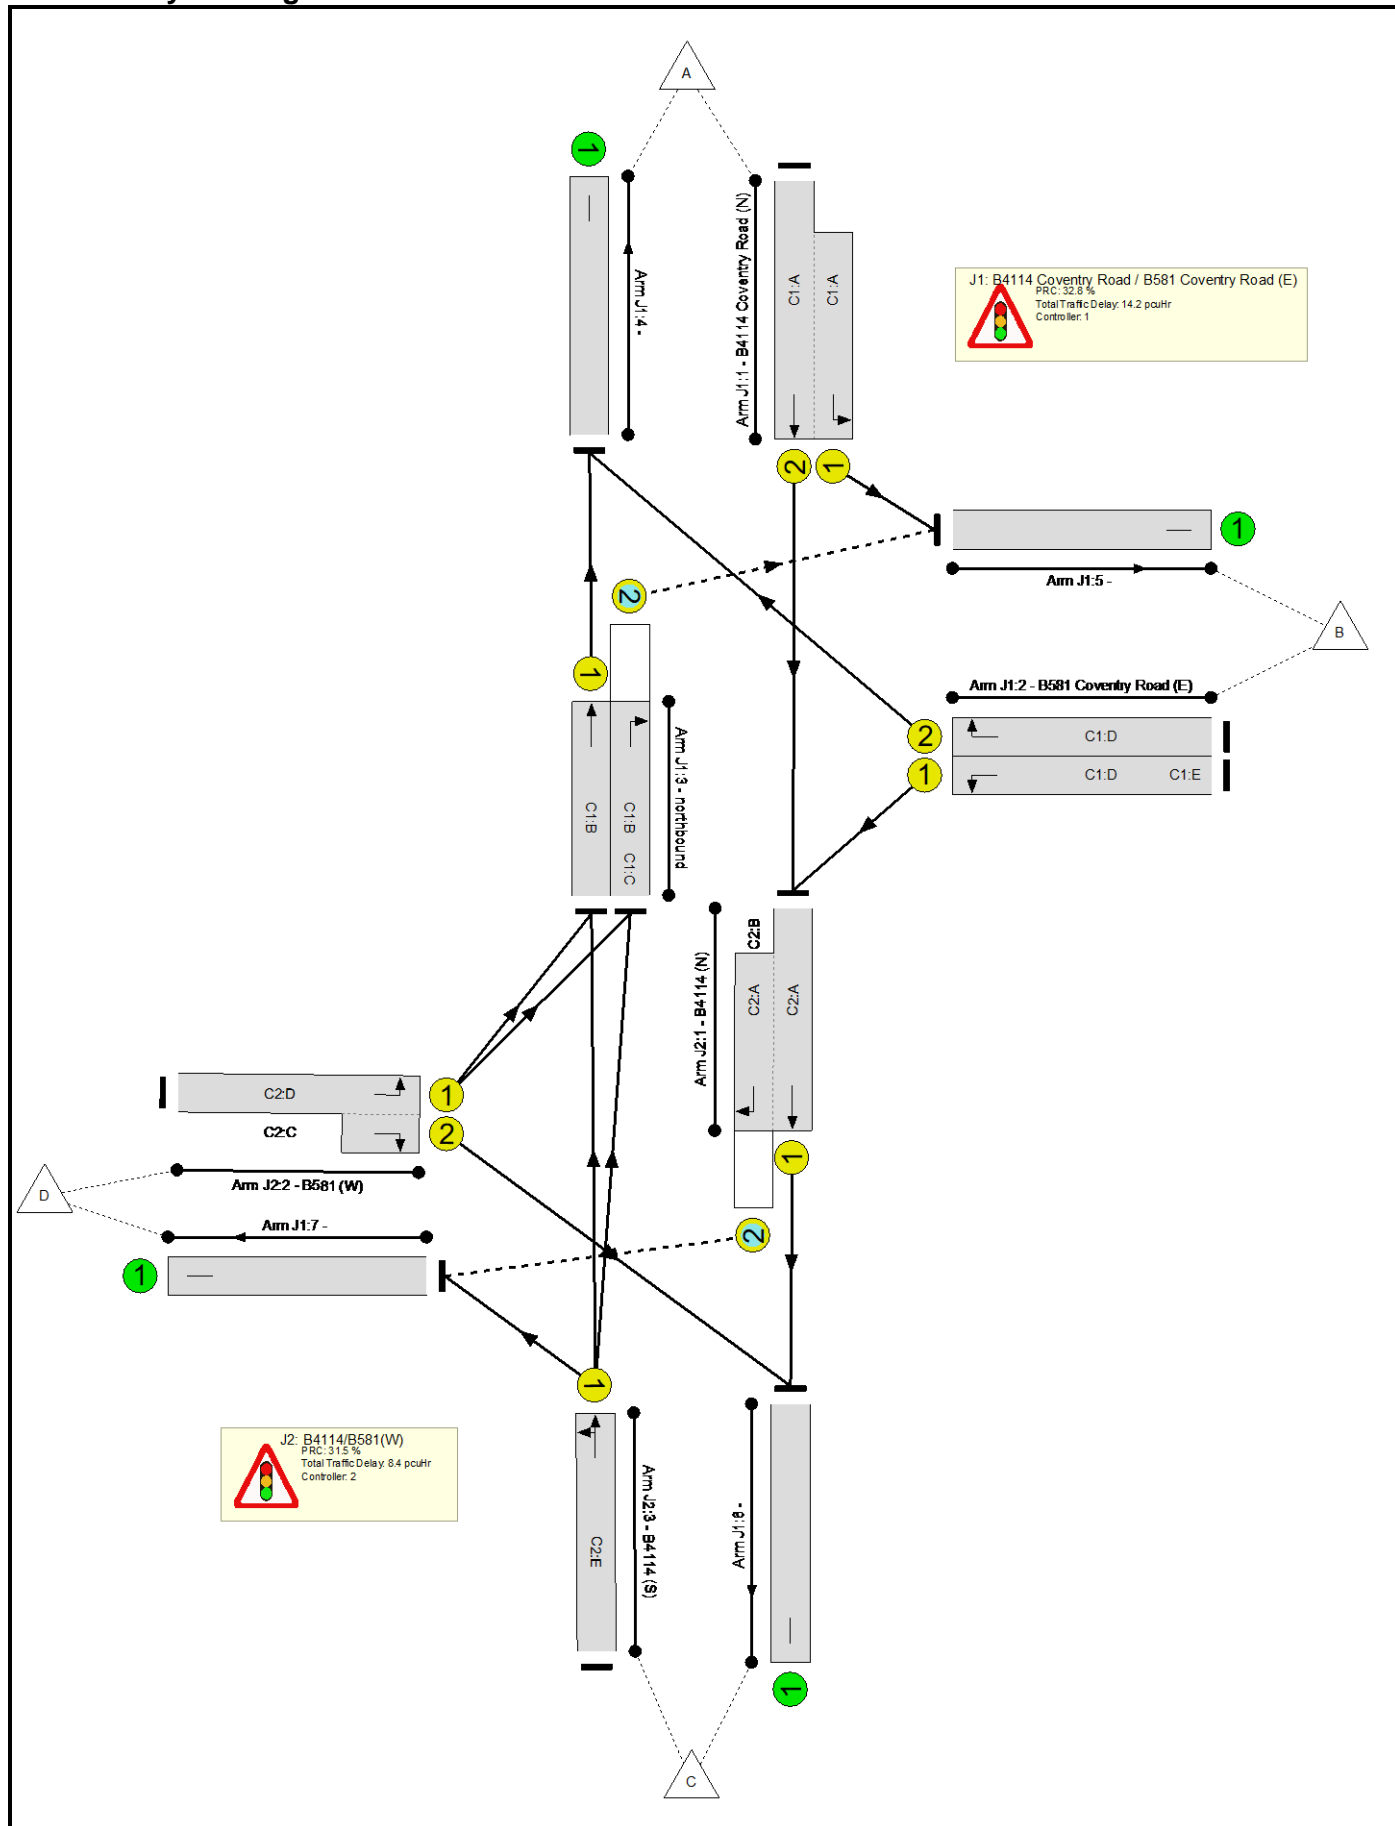 A
1
Arm J1:4 -
Arm J1:1 - B4114 Coventry Road (N)
C1:A
C1:A
J1: B4114 Coventry Road / B581 Coventry Road (E)
PRC: 32.8 %
Total Traffic Delay: 14.2 pcuHr
Controller: 1
2
1
1
Arm J1:5 -
2
B
1
Arm J1:2 - B581 Coventry Road (E)
2
C1:D
1
C1:D C1:E
Arm J1:3 - northbound
C1:B
C1:B C1:C
C2:B
Arm J2:1 - B4114 (N)
C2:A
C2:A
C2:D
1
C2:C
2
1
Arm J2:2 - B581 (W)
D
Arm J1:7 -
2
1
1
J2: B4114/B581(W)
PRC: 31.5 %
Total Traffic Delay: 8.4 pcuHr
Controller: 2
C2:E
Arm J2:3 - B4114 (S)
Arm J1:6 -
1
C